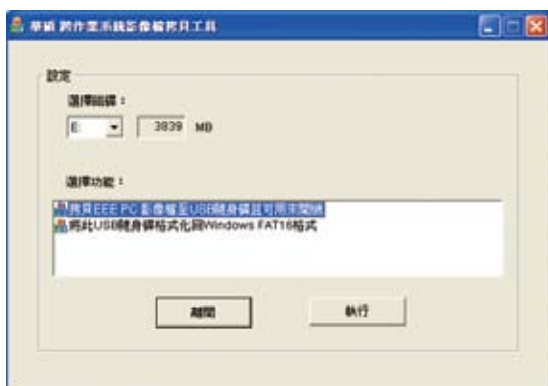 華碩 跨作業系統影像檔拷貝工具
設定
選擇磁碟：
E: 3839 MB
選擇功能：
拷貝EEE PC 影像檔至USB隨身碟且可用來開機
將此USB隨身碟格式化回Windows FAT16格式
離開 執行